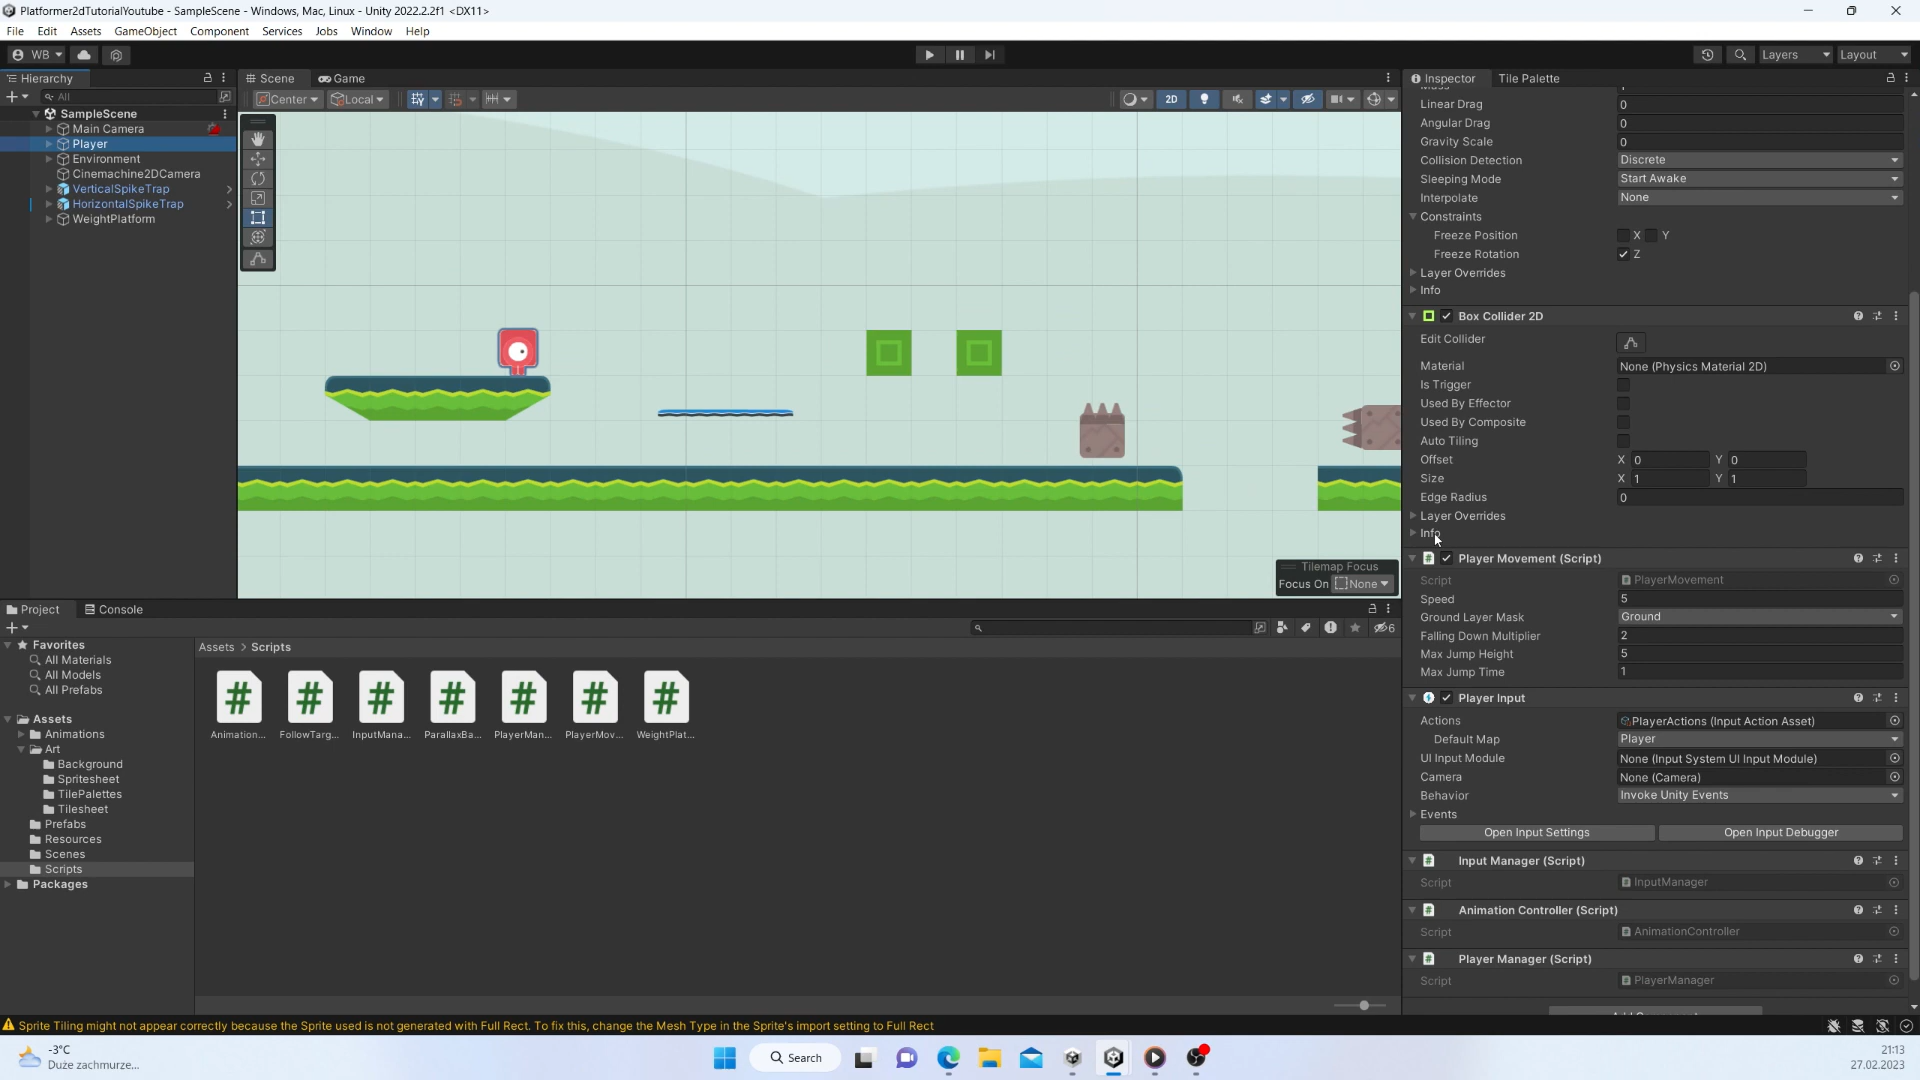 Platformer2dTutorialYoutube - SampleScene - Windows, Mac, Linux - Unity 2022.2.2f1 <DX11>
File Edit Assets GameObject Component Services Jobs Window Help
WB Layers Layout
Hierarchy
All
SampleScene
Main Camera
Player
Environment
Cinemachine2DCamera
VerticalSpikeTrap
HorizontalSpikeTrap
WeightPlatform
Scene Game
Center Local 2D
Tilemap Focus
Focus On None
Inspector Tile Palette
Linear Drag 0
Angular Drag 0
Gravity Scale 0
Collision Detection Discrete
Sleeping Mode Start Awake
Interpolate None
Constraints
Freeze Position X Y
Freeze Rotation Z
Layer Overrides
Info
Box Collider 2D
Edit Collider
Material None (Physics Material 2D)
Is Trigger
Used By Effector
Used By Composite
Auto Tiling
Offset X 0 Y 0
Size X 1 Y 1
Edge Radius 0
Layer Overrides
Info
Player Movement (Script)
Script PlayerMovement
Speed 5
Ground Layer Mask Ground
Falling Down Multiplier 2
Max Jump Height 5
Max Jump Time 1
Player Input
Actions PlayerActions (Input Action Asset)
Default Map Player
UI Input Module None (Input System UI Input Module)
Camera None (Camera)
Behavior Invoke Unity Events
Events
Open Input Settings Open Input Debugger
Input Manager (Script)
Script InputManager
Animation Controller (Script)
Script AnimationController
Player Manager (Script)
Script PlayerManager
Project Console
6
Favorites
All Materials
All Models
All Prefabs
Assets
Animations
Art
Background
Spritesheet
TilePalettes
Tilesheet
Prefabs
Resources
Scenes
Scripts
Packages
Assets > Scripts
Animation... FollowTarg... InputMana... ParallaxBa... PlayerMan... PlayerMov... WeightPlat...
Sprite Tiling might not appear correctly because the Sprite used is not generated with Full Rect. To fix this, change the Mesh Type in the Sprite's import setting to Full Rect
-3°C
Duże zachmurze...
Search
21:13
27.02.2023